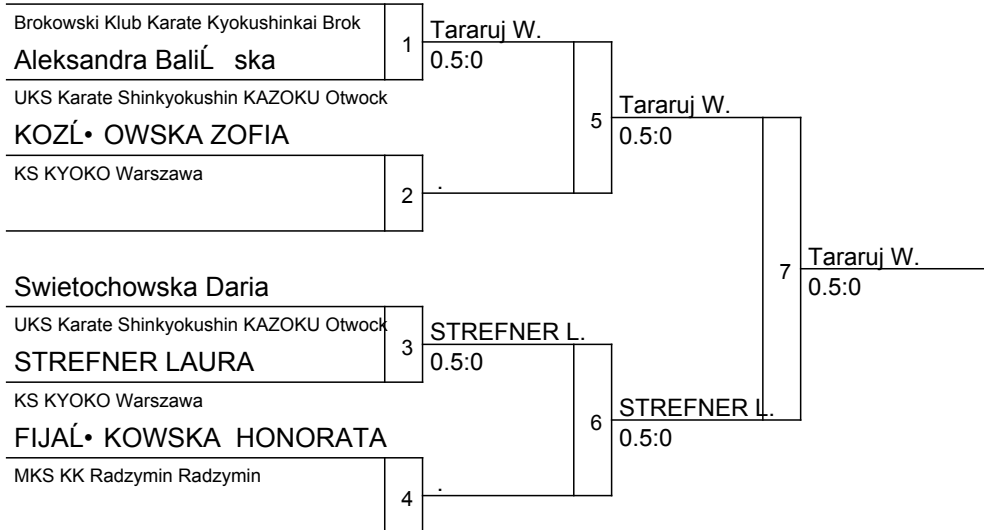 Brokowski Klub Karate Kyokushinkai Brok
Aleksandra BaliĹ ska
UKS Karate Shinkyokushin KAZOKU Otwock
KOZĹ• OWSKA ZOFIA
KS KYOKO Warszawa
1
Tararuj W.
0.5:0
2
.
5
Tararuj W.
0.5:0
Swietochowska Daria
UKS Karate Shinkyokushin KAZOKU Otwock
STREFNER LAURA
KS KYOKO Warszawa
FIJAĹ• KOWSKA HONORATA
MKS KK Radzymin Radzymin
3
STREFNER L.
0.5:0
4
.
6
STREFNER L.
0.5:0
7
Tararuj W.
0.5:0